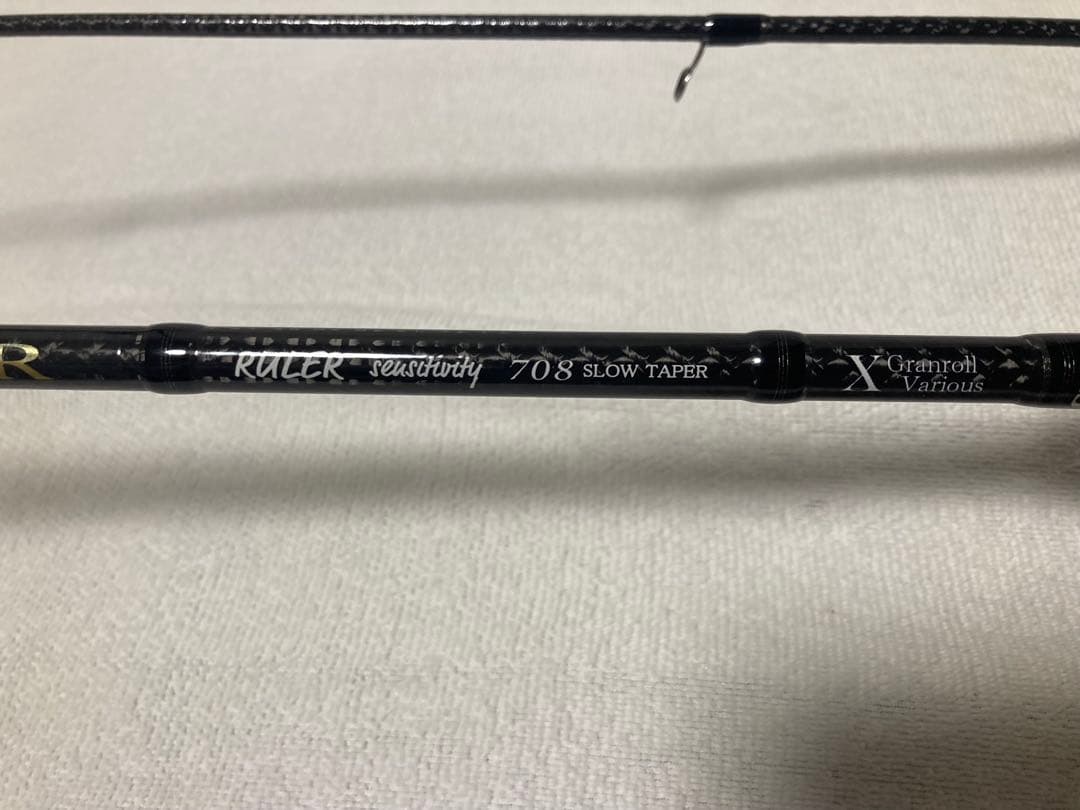 R
RULER sensitivity 708 SLOW TAPER
X Granroll
Various